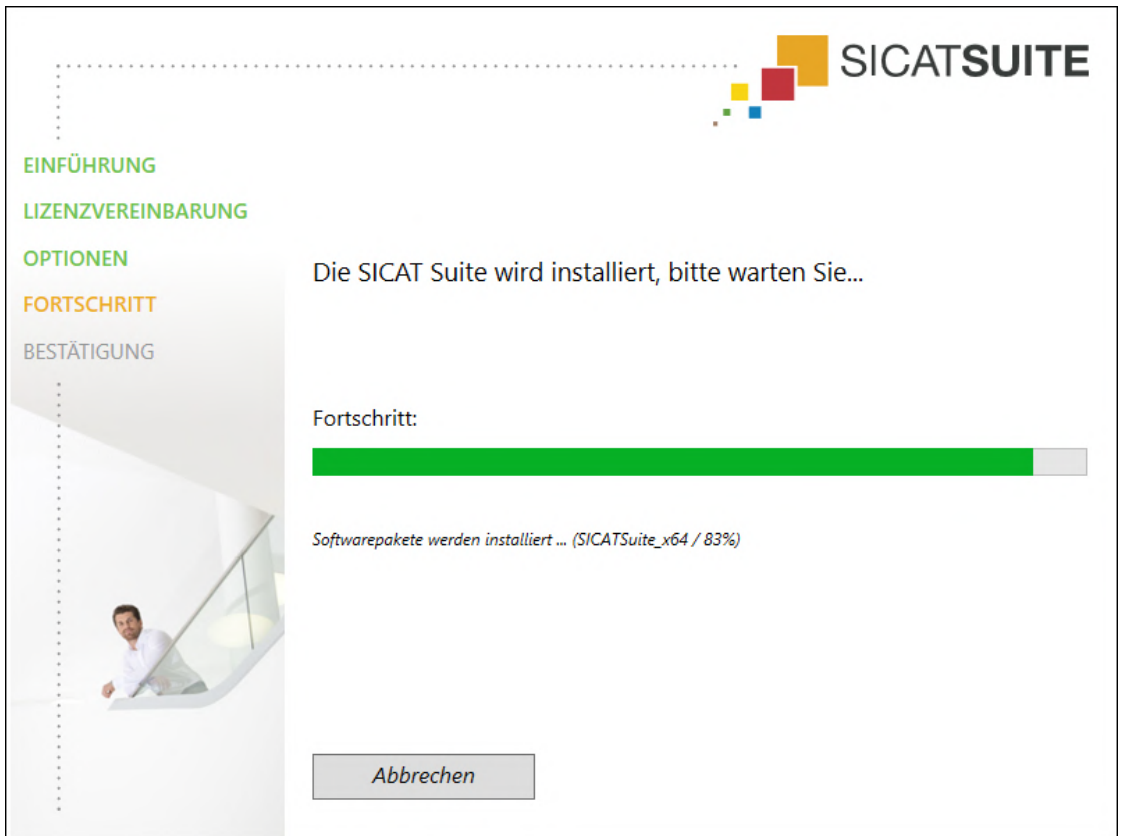 SICATSUITE
EINFÜHRUNG
LIZENZVEREINBARUNG
OPTIONEN
FORTSCHRITT
BESTÄTIGUNG
Die SICAT Suite wird installiert, bitte warten Sie...
Fortschritt:
Softwarepakete werden installiert ... (SICATSuite_x64 / 83%)
Abbrechen